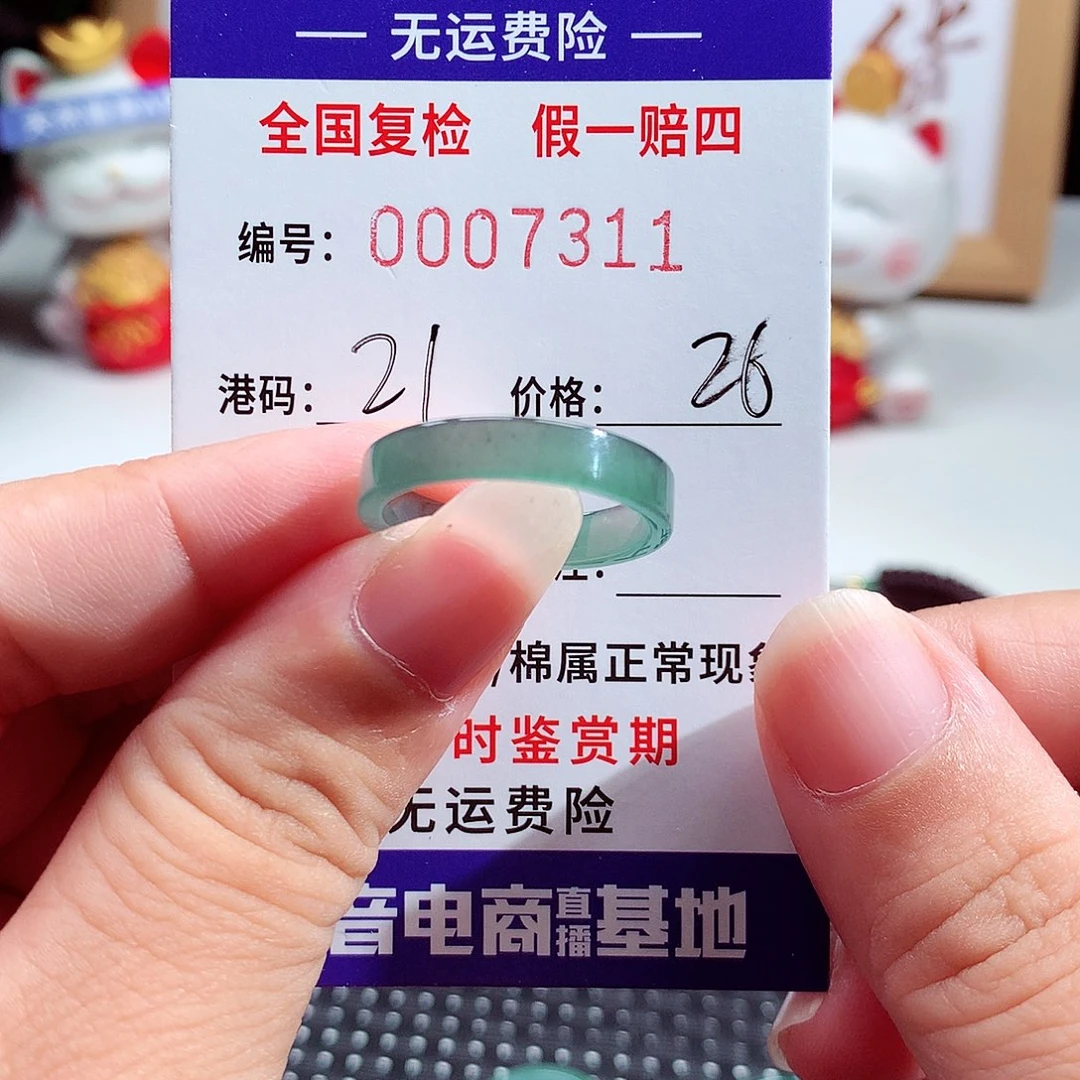 — 无运费险 —
全国复检 假一赔四
编号：0007311
港码：21 价格：26
棉属正常现象
时鉴赏期
无运费险
音电商直播基地